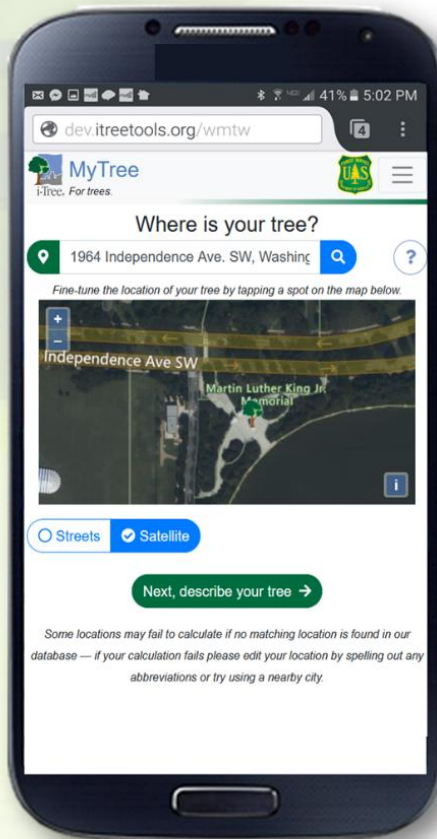 41% 5:02 PM
dev.itreetools.org/wmtw
4
MyTree
i-Tree. For trees.
FOREST SERVICE
U S
Where is your tree?
1964 Independence Ave. SW, Washing
?
Fine-tune the location of your tree by tapping a spot on the map below.
+
−
Independence Ave SW
Martin Luther King Jr.
Memorial
i
Streets
Satellite
Next, describe your tree →
Some locations may fail to calculate if no matching location is found in our
database — if your calculation fails please edit your location by spelling out any
abbreviations or try using a nearby city.